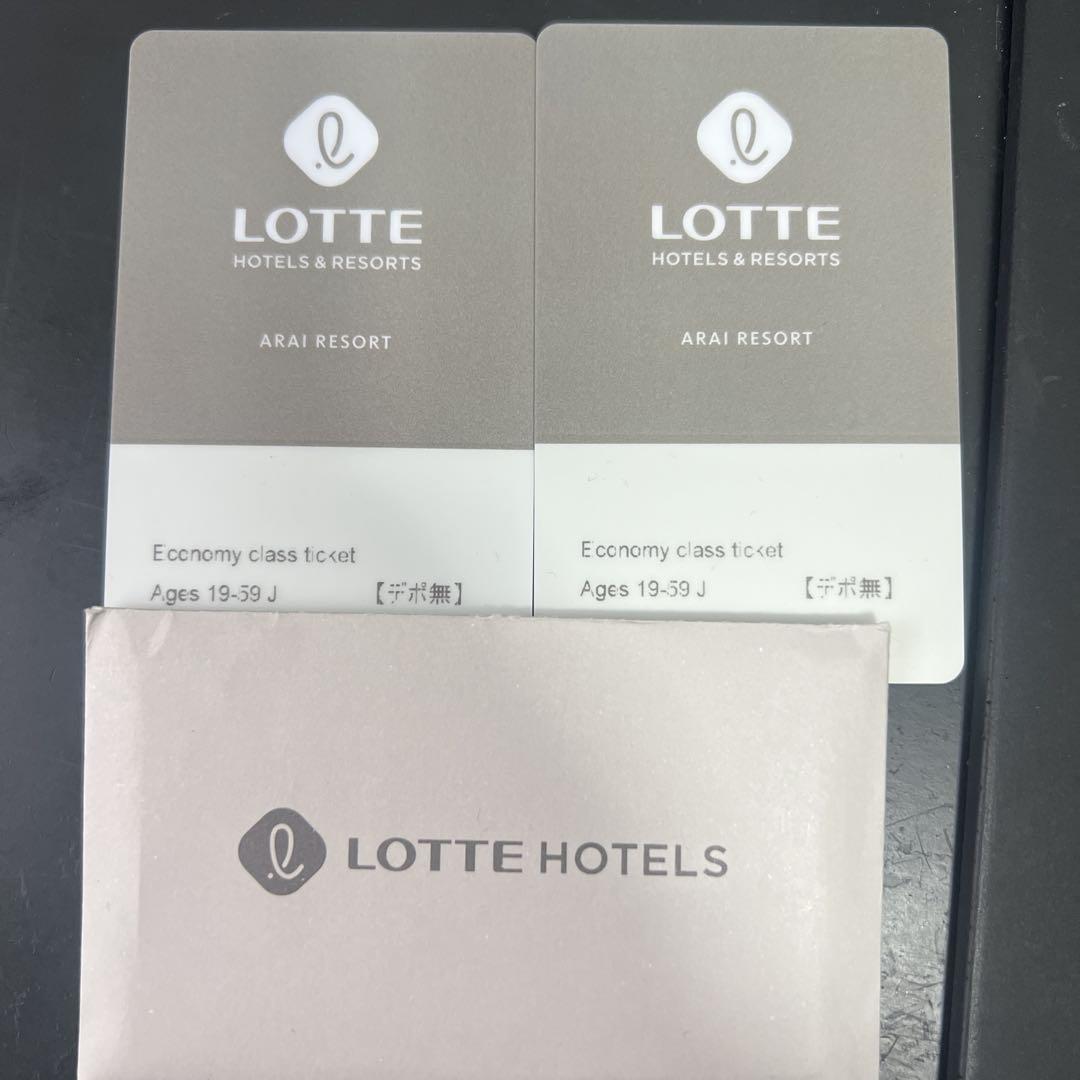 LOTTE
HOTELS & RESORTS
ARAI RESORT
Economy class ticket
Ages 19-59 J 【デポ無】
LOTTE
HOTELS & RESORTS
ARAI RESORT
Economy class ticket
Ages 19-59 J 【デポ無】
LOTTE HOTELS